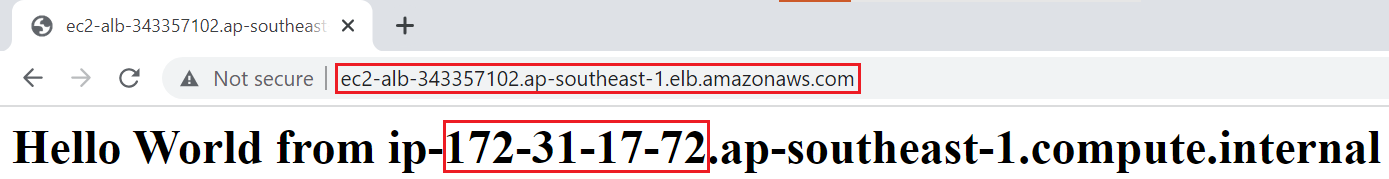 ec2-alb-343357102.ap-southeast
Not secure | ec2-alb-343357102.ap-southeast-1.elb.amazonaws.com
Hello World from ip-172-31-17-72.ap-southeast-1.compute.internal